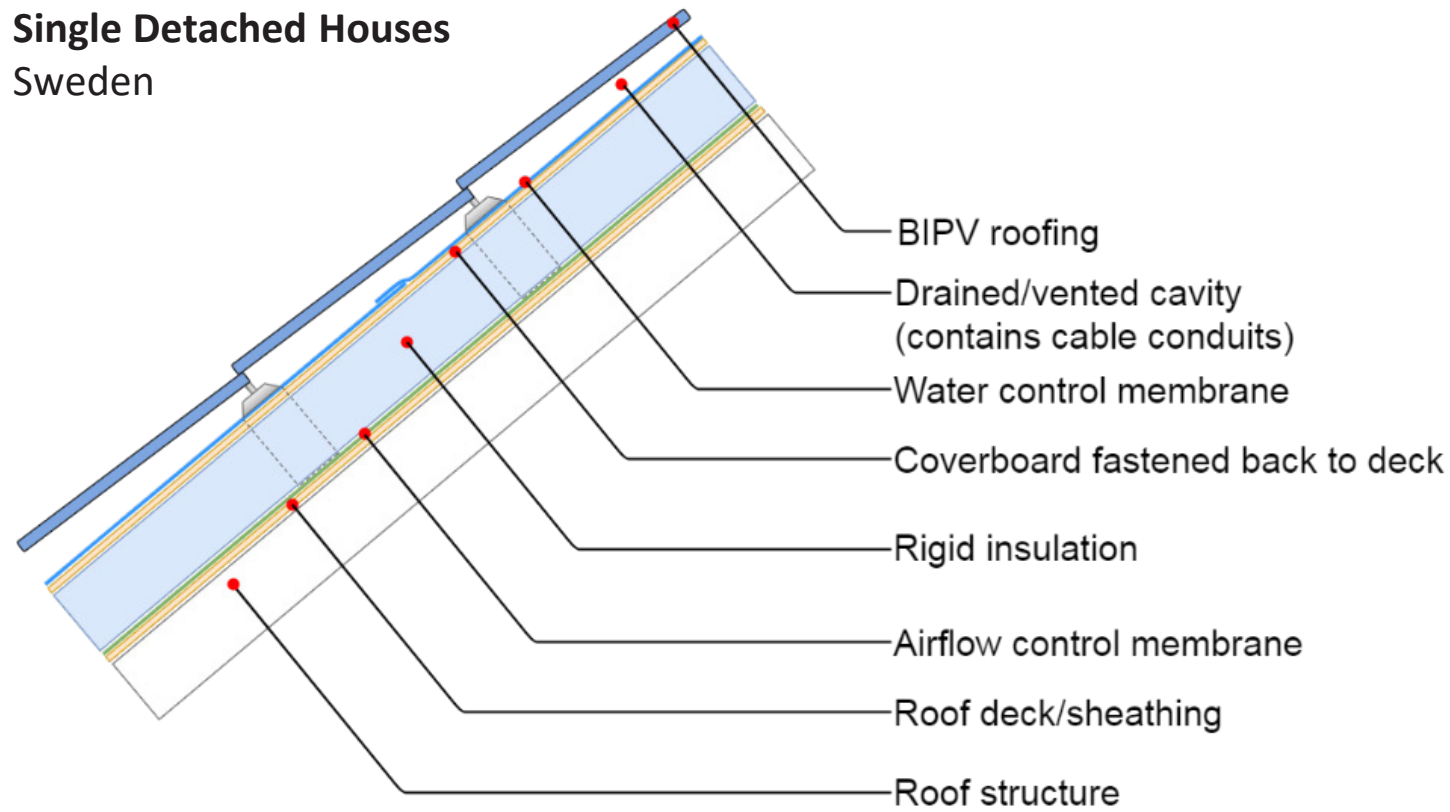 Single Detached Houses
Sweden
BIPV roofing
Drained/vented cavity
(contains cable conduits)
Water control membrane
Coverboard fastened back to deck
Rigid insulation
Airflow control membrane
Roof deck/sheathing
Roof structure